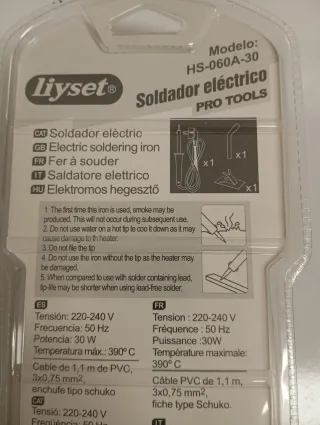 Modelo:
HS-060A-30
liyset®
Soldador eléctrico
PRO TOOLS
CAT Soldador elèctric
GB Electric soldering iron
FR Fer à souder
IT Saldatore elettrico
HU Elektromos hegesztő
x1
x1
x1
1 The first time this iron is used, smoke may be
produced. This will not occur during subsequent use.
2. Do not use water on a hot tip to coo it down as it may
cause damage to th heater.
3. Do not file the tip
4. Do not use the iron without the tip as the heater may
be damaged.
5. When compared to use with solder containing lead,
tip-life may be shorter when using lead-free solder.
ES
Tensión: 220-240 V
Frecuencia: 50 Hz
Potencia: 30 W
Temperatura máx.: 390º C
Cable de 1,1 m de PVC,
3x0,75 mm²,
enchufe tipo schuko
CAT
Tensió: 220-240 V
Freqüència: 50 Hz
FR
Tension : 220-240 V
Fréquence : 50 Hz
Puissance :30W
Température maximale:
390º C
Câble PVC de 1,1 m,
3x0,75 mm²,
fiche type Schuko.
IT